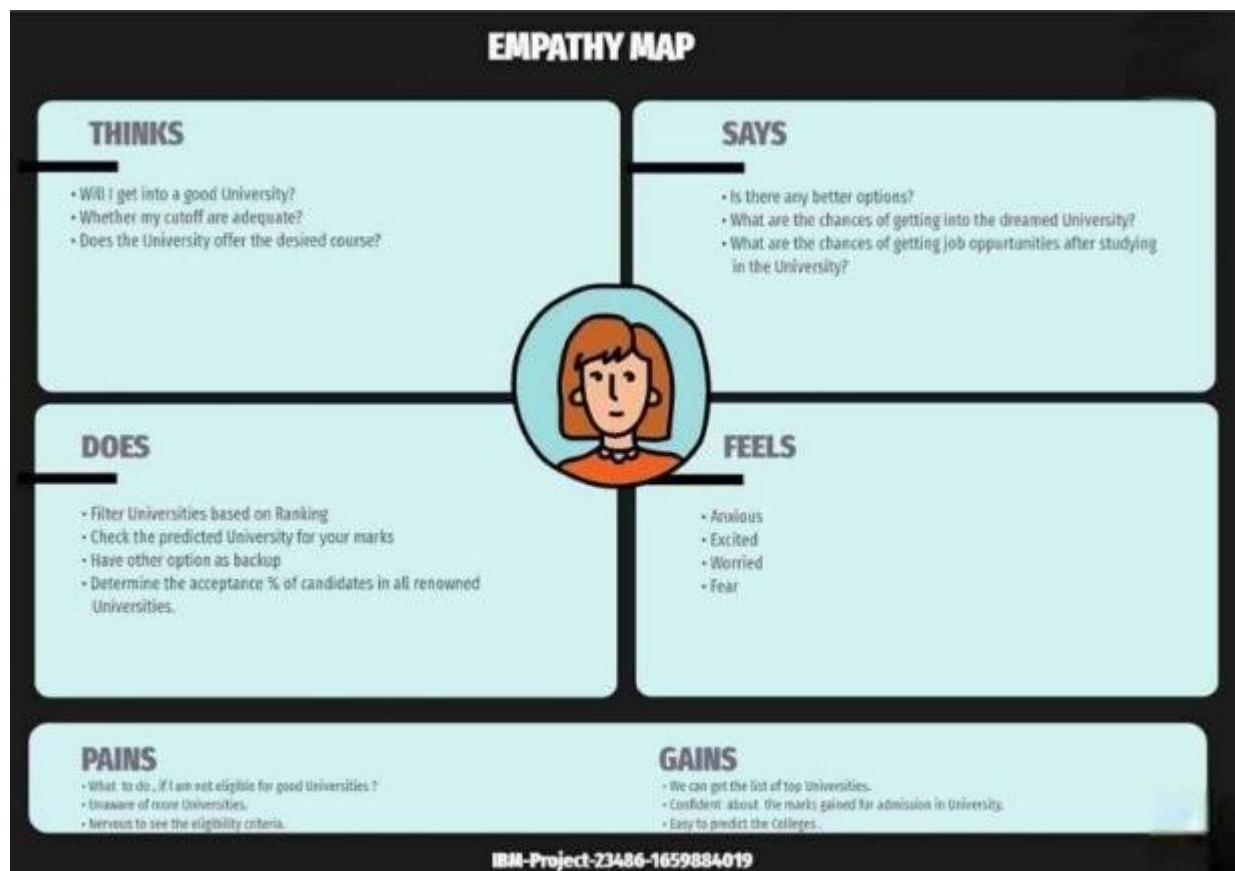 EMPATHY MAP
THINKS
• Will I get into a good University?
• Whether my cutoff are adequate?
• Does the University offer the desired course?
SAYS
• Is there any better options?
• What are the chances of getting into the dreamed University?
• What are the chances of getting job oppurtunities after studying
in the University?
DOES
• Filter Universities based on Ranking
• Check the predicted University for your marks
• Have other option as backup
• Determine the acceptance % of candidates in all renowned
Universities.
FEELS
• Anxious
• Excited
• Worried
• Fear
PAINS
• What to do , if I am not eligible for good Universities ?
• Unaware of more Universities.
• Nervous to see the eligibility criteria.
GAINS
• We can get the list of top Universities.
• Confident about the marks gained for admission in University.
• Easy to predict the Colleges .
IBM-Project-23486-1659884019